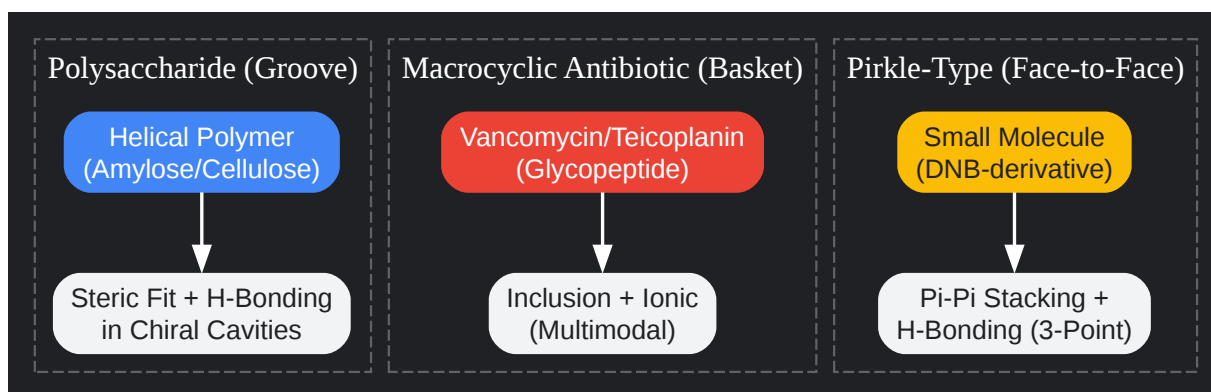 Polysaccharide (Groove)
Helical Polymer
(Amylose/Cellulose)
Steric Fit + H-Bonding
in Chiral Cavities
Macrocyclic Antibiotic (Basket)
Vancomycin/Teicoplanin
(Glycopeptide)
Inclusion + Ionic
(Multimodal)
Pirkle-Type (Face-to-Face)
Small Molecule
(DNB-derivative)
Pi-Pi Stacking +
H-Bonding (3-Point)